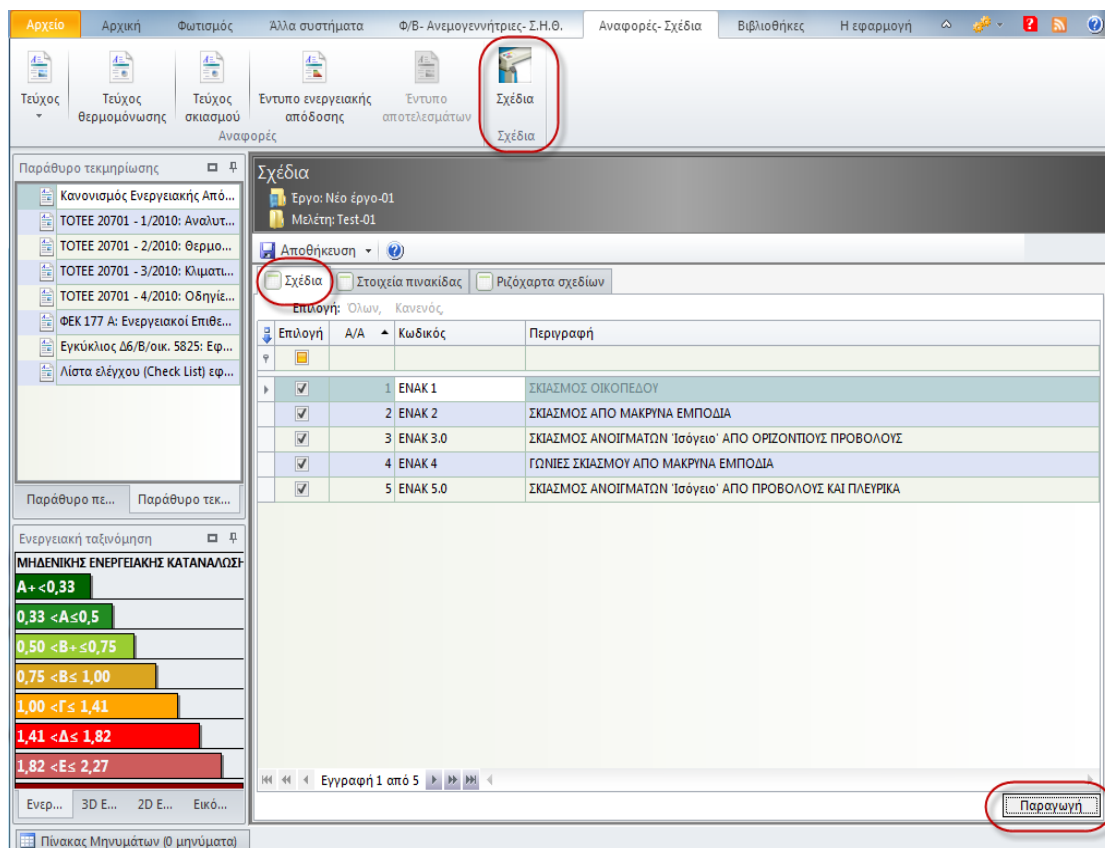 Αρχείο Αρχική Φωτισμός Άλλα συστήματα Φ/Β- Ανεμογεννήτριες- Σ.Η.Θ. Αναφορές- Σχέδια Βιβλιοθήκες Η εφαρμογή
Τεύχος Τεύχος θερμομόνωσης Τεύχος σκιασμού Έντυπο ενεργειακής απόδοσης Έντυπο αποτελεσμάτων Σχέδια
Αναφορές Σχέδια
Παράθυρο τεκμηρίωσης
Κανονισμός Ενεργειακής Από...
ΤΟΤΕΕ 20701 - 1/2010: Αναλυτ...
ΤΟΤΕΕ 20701 - 2/2010: Θερμο...
ΤΟΤΕΕ 20701 - 3/2010: Κλιματι...
ΤΟΤΕΕ 20701 - 4/2010: Οδηγίε...
ΦΕΚ 177 Α: Ενεργειακοί Επιθε...
Εγκύκλιος Δ6/Β/οικ. 5825: Εφ...
Λίστα ελέγχου (Check List) εφ...
Παράθυρο πε... Παράθυρο τεκ...
Ενεργειακή ταξινόμηση
ΜΗΔΕΝΙΚΗΣ ΕΝΕΡΓΕΙΑΚΗΣ ΚΑΤΑΝΑΛΩΣΗ
Α+<0,33
0,33 <Α≤0,5
0,50 <Β+≤0,75
0,75 <Β≤ 1,00
1,00 <Γ≤ 1,41
1,41 <Δ≤ 1,82
1,82 <Ε≤ 2,27
Ενερ... 3D Ε... 2D Ε... Εικό...
Σχέδια
Έργο: Νέο έργο-01
Μελέτη: Test-01
Αποθήκευση
Σχέδια Στοιχεία πινακίδας Ριζόχαρτα σχεδίων
Επιλογή: Όλων, Κανενός,
Επιλογή Α/Α Κωδικός Περιγραφή
1 ΕΝΑΚ 1 ΣΚΙΑΣΜΟΣ ΟΙΚΟΠΕΔΟΥ
2 ΕΝΑΚ 2 ΣΚΙΑΣΜΟΣ ΑΠΟ ΜΑΚΡΥΝΑ ΕΜΠΟΔΙΑ
3 ΕΝΑΚ 3.0 ΣΚΙΑΣΜΟΣ ΑΝΟΙΓΜΑΤΩΝ 'Ισόγειο' ΑΠΟ ΟΡΙΖΟΝΤΙΟΥΣ ΠΡΟΒΟΛΟΥΣ
4 ΕΝΑΚ 4 ΓΩΝΙΕΣ ΣΚΙΑΣΜΟΥ ΑΠΟ ΜΑΚΡΥΝΑ ΕΜΠΟΔΙΑ
5 ΕΝΑΚ 5.0 ΣΚΙΑΣΜΟΣ ΑΝΟΙΓΜΑΤΩΝ 'Ισόγειο' ΑΠΟ ΠΡΟΒΟΛΟΥΣ ΚΑΙ ΠΛΕΥΡΙΚΑ
Εγγραφή 1 από 5
Παραγωγή
Πίνακας Μηνυμάτων (0 μηνύματα)